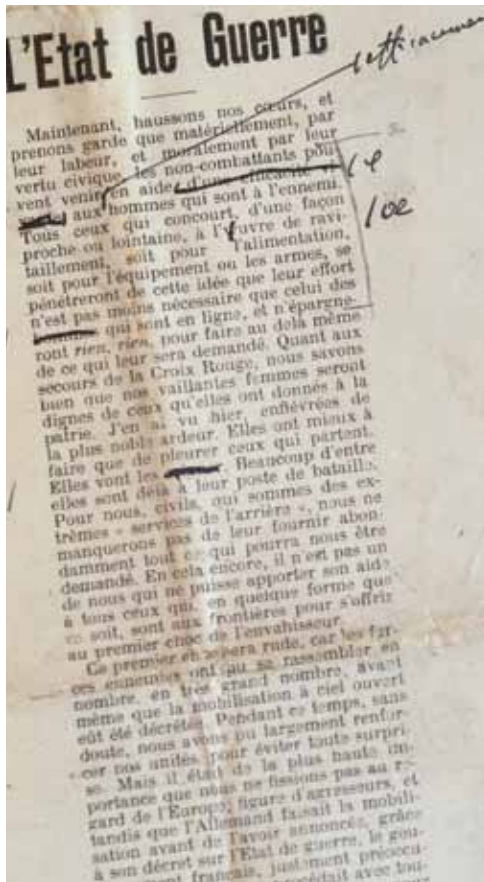 L'Etat de Guerre
Maintenant, haussons nos cœurs, et
prenons garde que matériellement, par
leur labeur, et moralement par leur
vertu civique, les non-combattants peu-
vent venir en aide d'une efficacité
aux hommes qui sont à l'ennemi.
Tous ceux qui concourt, d'une façon
proche ou lointaine, à l' uvre de ravi-
taillement, soit pour l'alimentation,
soit pour l'équipement ou les armes, se
pénétreront de cette idée que leur effort
n'est pas moins nécessaire que celui des
qui sont en ligne, et n'épargne-
ront rien, rien, pour faire au delà même
de ce qui leur sera demandé. Quant aux
secours de la Croix Rouge, nous savons
bien que nos vaillantes femmes seront
dignes de ceux qu'elles ont donnés à la
patrie. J'en ai vu hier, enfiévrées de
la plus noble ardeur. Elles ont mieux à
faire que de pleurer ceux qui partent.
Elles vont les . Beaucoup d'entre
elles sont déjà à leur poste de bataille.
Pour nous, civils, qui sommes des ex-
trêmes « services de l'arrière », nous ne
manquerons pas de leur fournir abon-
damment tout ce qui pourra nous être
demandé. En cela encore, il n'est pas un
de nous qui ne puisse apporter son aide
à tous ceux qui, en quelque forme que
ce soit, sont aux frontières pour s'offrir
au premier choc de l'envahisseur.
Ce premier choc sera rude, car les for-
ces ennemies ont pu se rassembler en
nombre, en très grand nombre, avant
même que la mobilisation à ciel ouvert
eût été décrétée. Pendant ce temps, sans
doute, nous avons pu largement renfor-
cer nos unités pour éviter toute surpri-
se. Mais il était de la plus haute im-
portance que nous ne fissions pas au re-
gard de l'Europe, figure d'agresseurs, et
tandis que l'Allemand faisait la mobili-
sation avant de l'avoir annoncée, grâce
à son décret sur l'Etat de guerre, le gou-
français, justement préoccu-
avec tou-